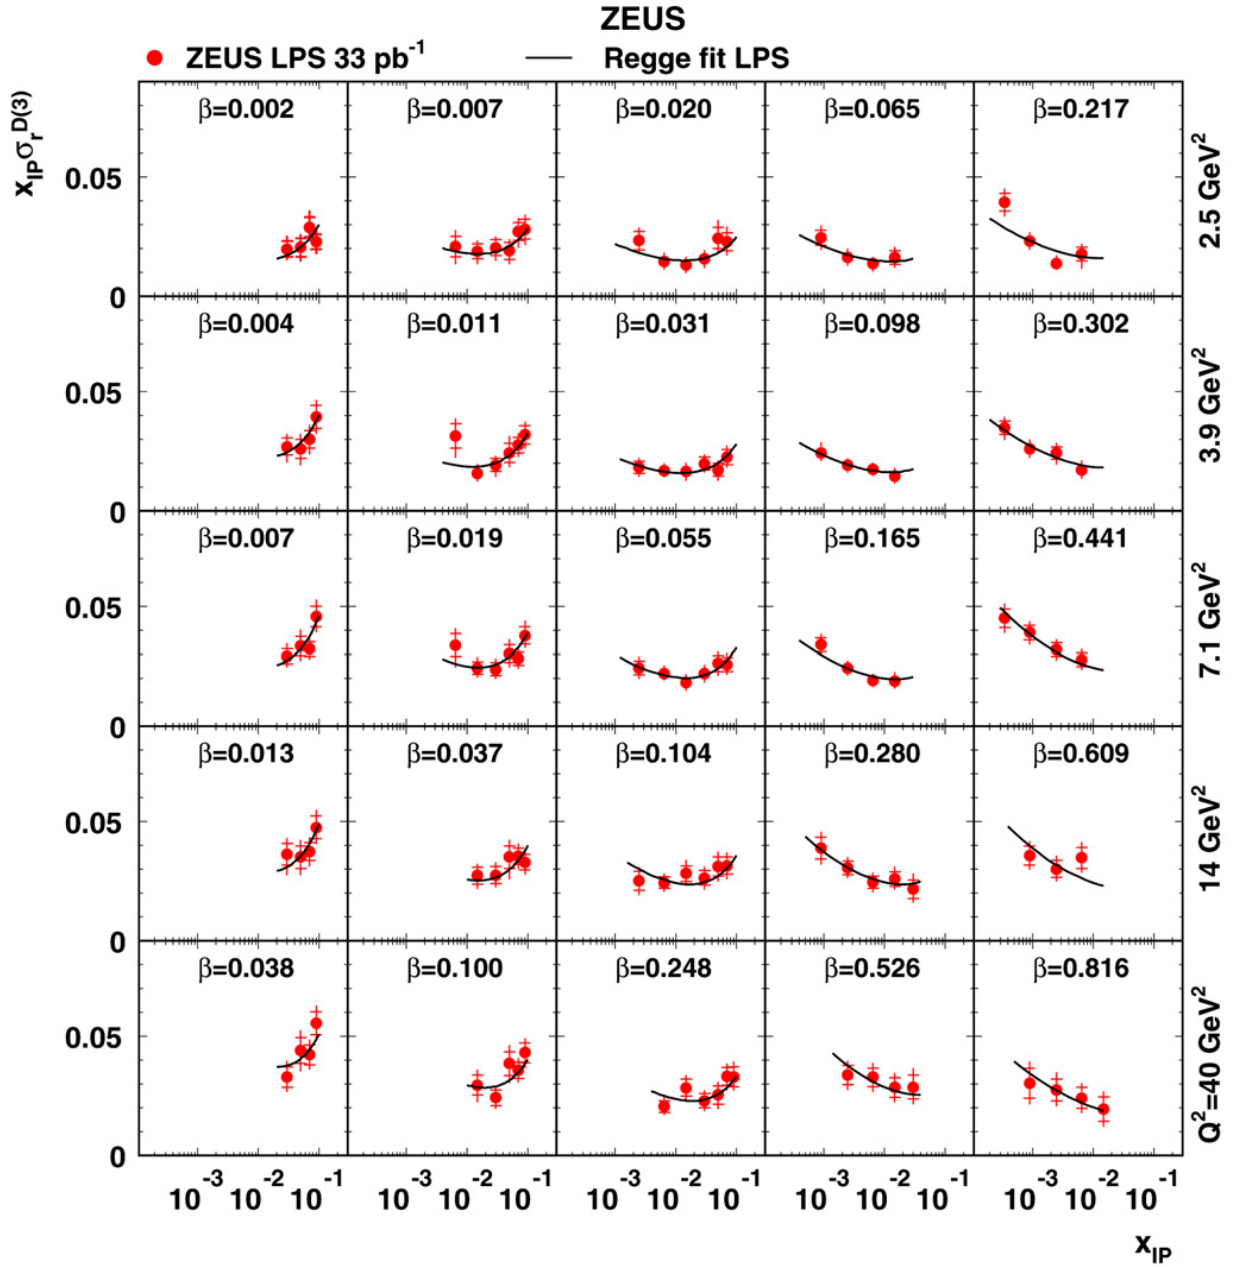 ZEUS
ZEUS LPS 33 pb⁻¹ Regge fit LPS
x_IP σ_r^D(3)
β=0.002 β=0.007 β=0.020 β=0.065 β=0.217
0.05
0
2.5 GeV²
β=0.004 β=0.011 β=0.031 β=0.098 β=0.302
0.05
0
3.9 GeV²
β=0.007 β=0.019 β=0.055 β=0.165 β=0.441
0.05
0
7.1 GeV²
β=0.013 β=0.037 β=0.104 β=0.280 β=0.609
0.05
0
14 GeV²
β=0.038 β=0.100 β=0.248 β=0.526 β=0.816
0.05
0
Q²=40 GeV²
10⁻³ 10⁻² 10⁻¹ 10⁻³ 10⁻² 10⁻¹ 10⁻³ 10⁻² 10⁻¹ 10⁻³ 10⁻² 10⁻¹ 10⁻³ 10⁻² 10⁻¹
x_IP